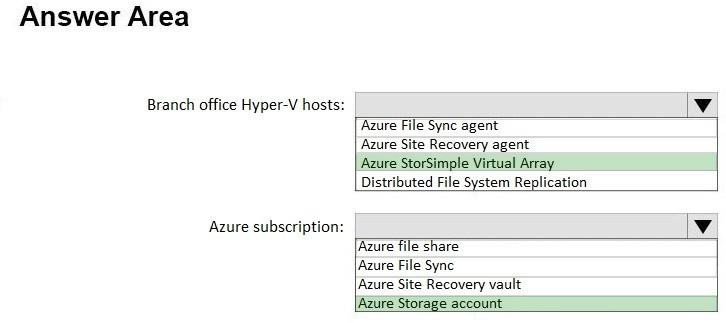 Answer Area
Branch office Hyper-V hosts:
Azure File Sync agent
Azure Site Recovery agent
Azure StorSimple Virtual Array
Distributed File System Replication
Azure subscription:
Azure file share
Azure File Sync
Azure Site Recovery vault
Azure Storage account